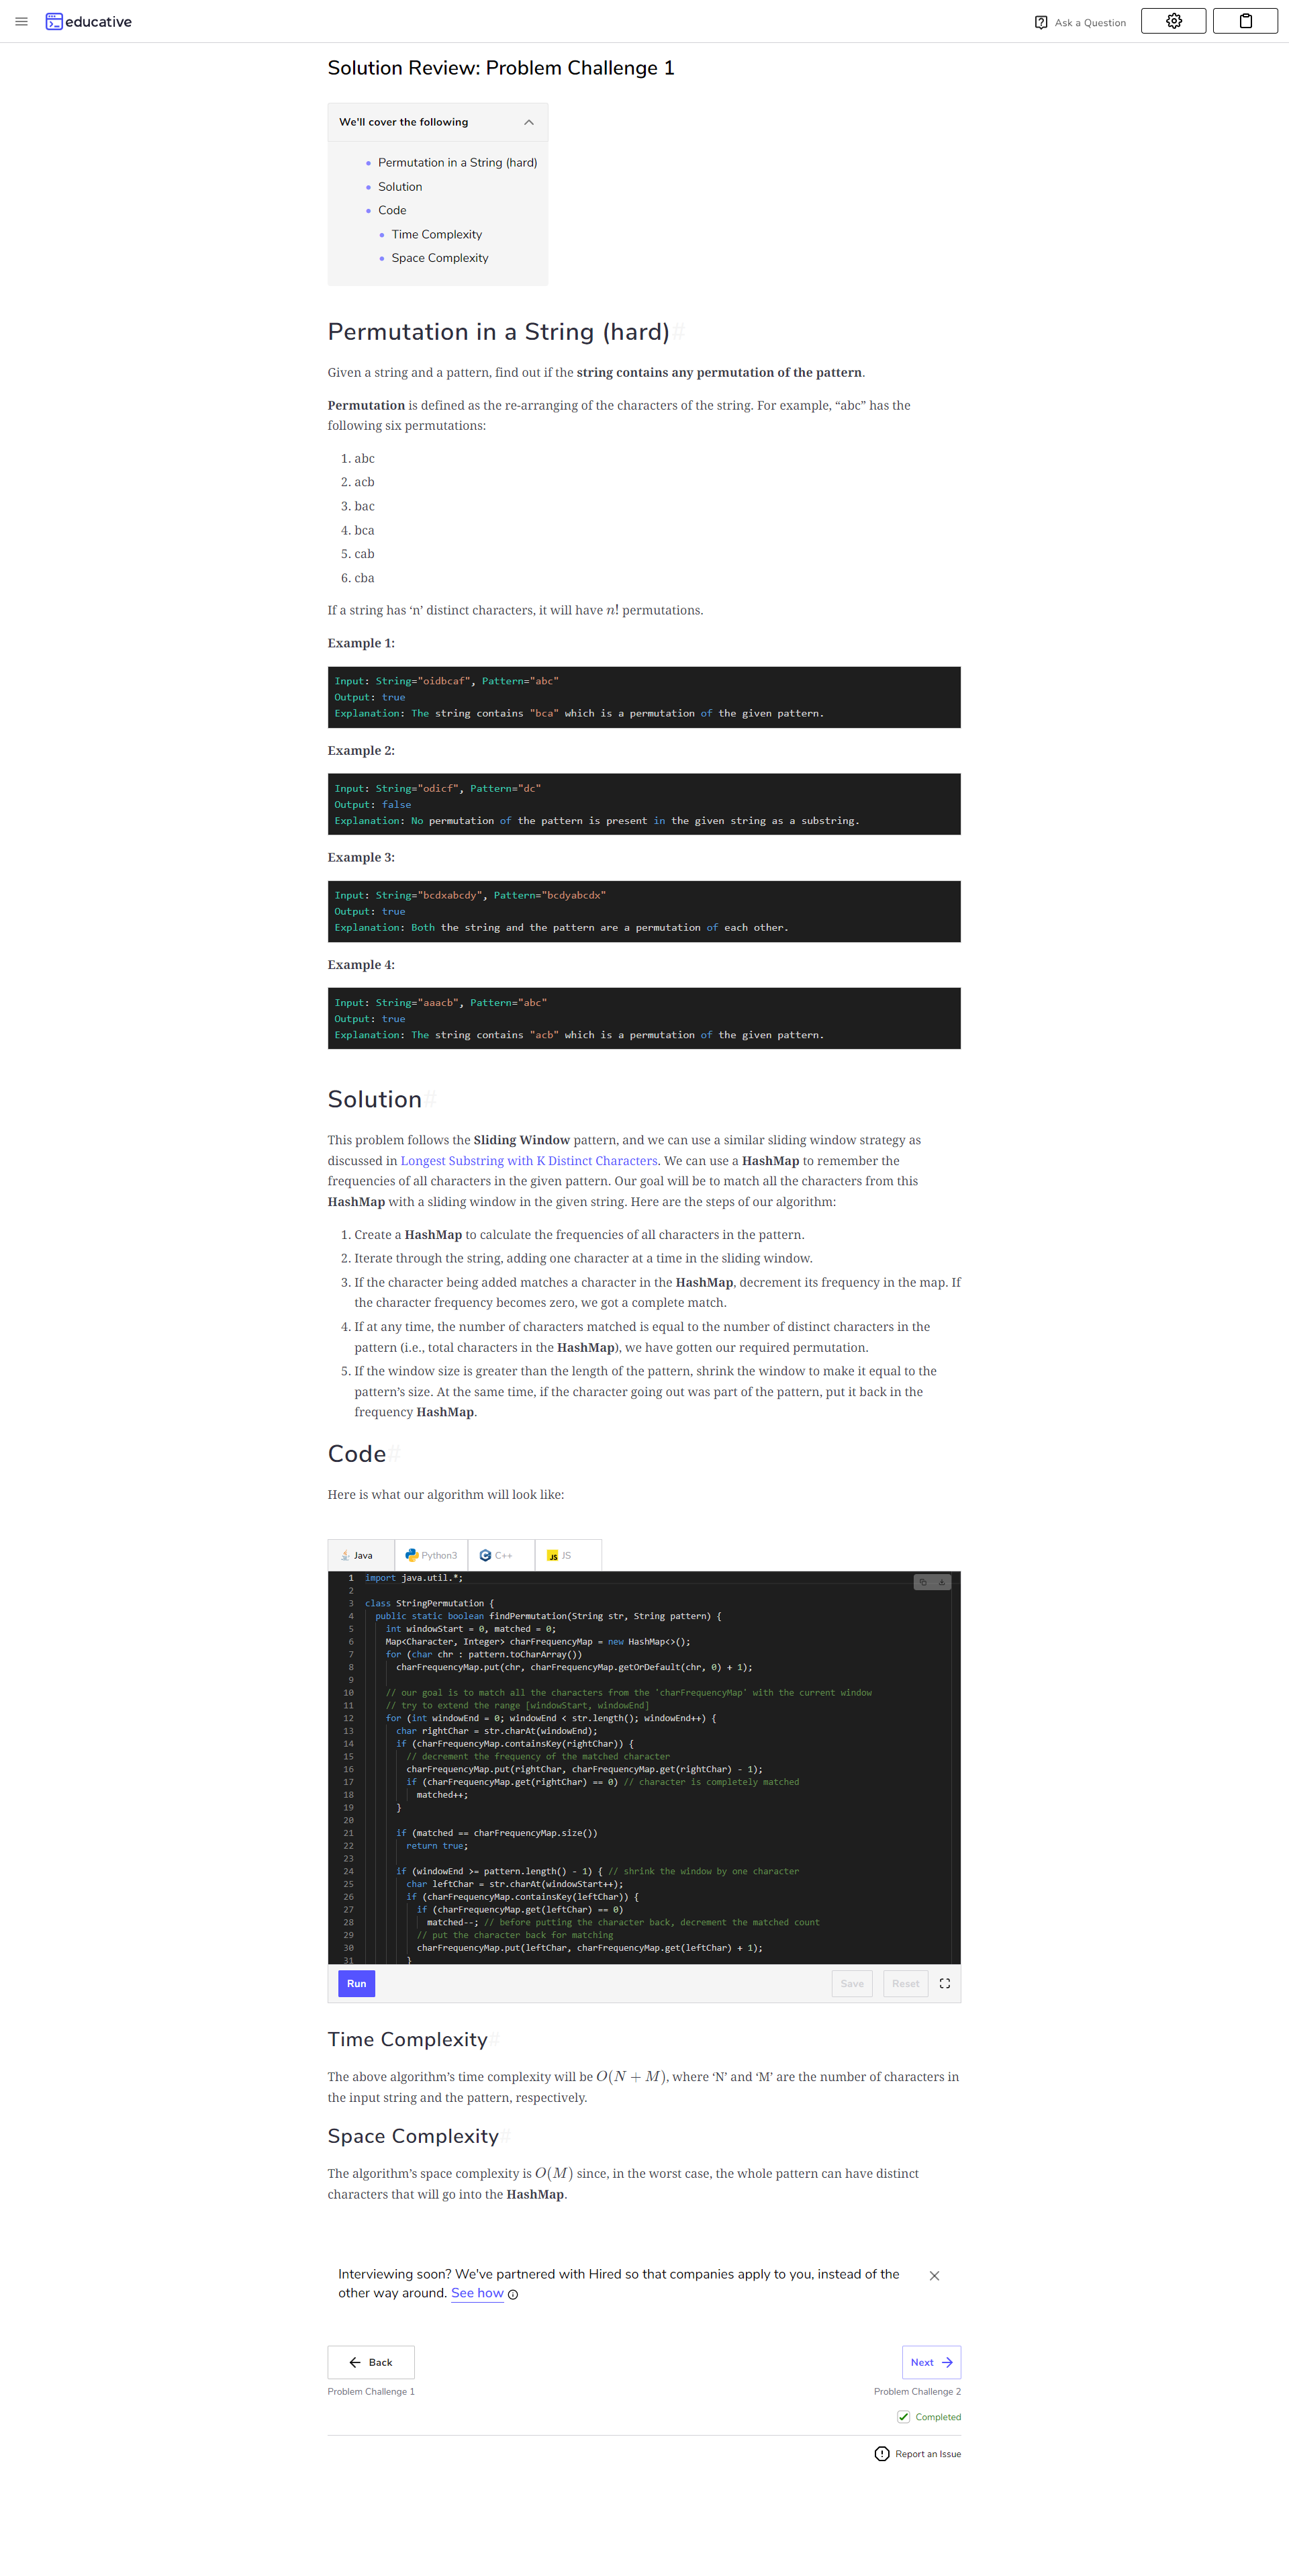 educative
Ask a Question
Solution Review: Problem Challenge 1
We'll cover the following
Permutation in a String (hard)
Solution
Code
Time Complexity
Space Complexity
Permutation in a String (hard)#
Given a string and a pattern, find out if the string contains any permutation of the pattern.
Permutation is defined as the re-arranging of the characters of the string. For example, “abc” has the
following six permutations:
1. abc
2. acb
3. bac
4. bca
5. cab
6. cba
If a string has ‘n’ distinct characters, it will have n! permutations.
Example 1:
Input: String="oidbcaf", Pattern="abc"
Output: true
Explanation: The string contains "bca" which is a permutation of the given pattern.
Example 2:
Input: String="odicf", Pattern="dc"
Output: false
Explanation: No permutation of the pattern is present in the given string as a substring.
Example 3:
Input: String="bcdxabcdy", Pattern="bcdyabcdx"
Output: true
Explanation: Both the string and the pattern are a permutation of each other.
Example 4:
Input: String="aaacb", Pattern="abc"
Output: true
Explanation: The string contains "acb" which is a permutation of the given pattern.
Solution#
This problem follows the Sliding Window pattern, and we can use a similar sliding window strategy as
discussed in Longest Substring with K Distinct Characters. We can use a HashMap to remember the
frequencies of all characters in the given pattern. Our goal will be to match all the characters from this
HashMap with a sliding window in the given string. Here are the steps of our algorithm:
1. Create a HashMap to calculate the frequencies of all characters in the pattern.
2. Iterate through the string, adding one character at a time in the sliding window.
3. If the character being added matches a character in the HashMap, decrement its frequency in the map. If
the character frequency becomes zero, we got a complete match.
4. If at any time, the number of characters matched is equal to the number of distinct characters in the
pattern (i.e., total characters in the HashMap), we have gotten our required permutation.
5. If the window size is greater than the length of the pattern, shrink the window to make it equal to the
pattern’s size. At the same time, if the character going out was part of the pattern, put it back in the
frequency HashMap.
Code#
Here is what our algorithm will look like:
Java Python3 C++ JS JS
1 import java.util.*;
2
3 class StringPermutation {
4 public static boolean findPermutation(String str, String pattern) {
5 int windowStart = 0, matched = 0;
6 Map<Character, Integer> charFrequencyMap = new HashMap<>();
7 for (char chr : pattern.toCharArray())
8 charFrequencyMap.put(chr, charFrequencyMap.getOrDefault(chr, 0) + 1);
9
10 // our goal is to match all the characters from the 'charFrequencyMap' with the current window
11 // try to extend the range [windowStart, windowEnd]
12 for (int windowEnd = 0; windowEnd < str.length(); windowEnd++) {
13 char rightChar = str.charAt(windowEnd);
14 if (charFrequencyMap.containsKey(rightChar)) {
15 // decrement the frequency of the matched character
16 charFrequencyMap.put(rightChar, charFrequencyMap.get(rightChar) - 1);
17 if (charFrequencyMap.get(rightChar) == 0) // character is completely matched
18 matched++;
19 }
20
21 if (matched == charFrequencyMap.size())
22 return true;
23
24 if (windowEnd >= pattern.length() - 1) { // shrink the window by one character
25 char leftChar = str.charAt(windowStart++);
26 if (charFrequencyMap.containsKey(leftChar)) {
27 if (charFrequencyMap.get(leftChar) == 0)
28 matched--; // before putting the character back, decrement the matched count
29 // put the character back for matching
30 charFrequencyMap.put(leftChar, charFrequencyMap.get(leftChar) + 1);
31 }
Run Save Reset
Time Complexity#
The above algorithm’s time complexity will be O(N + M), where ‘N’ and ‘M’ are the number of characters in
the input string and the pattern, respectively.
Space Complexity#
The algorithm’s space complexity is O(M) since, in the worst case, the whole pattern can have distinct
characters that will go into the HashMap.
Interviewing soon? We've partnered with Hired so that companies apply to you, instead of the
other way around. See how
Back Next
Problem Challenge 1 Problem Challenge 2
Completed
Report an Issue